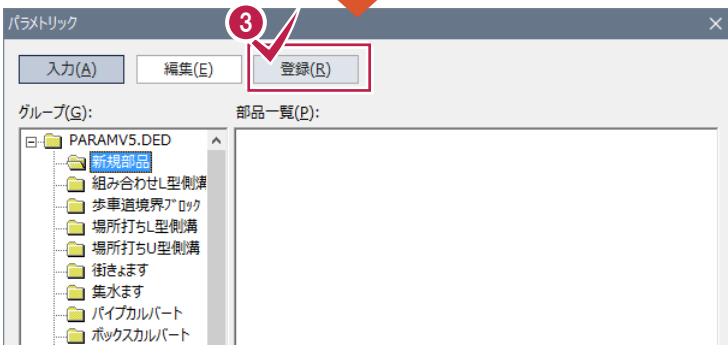 3
パラメトリック
入力(A) 編集(E) 登録(R)
グループ(G): 部品一覧(P):
PARAMV5.DED
新規部品
組み合わせL型側溝
歩車道境界ブロック
場所打ちL型側溝
場所打ちU型側溝
街きょます
集水ます
パイプカルバート
ボックスカルバート